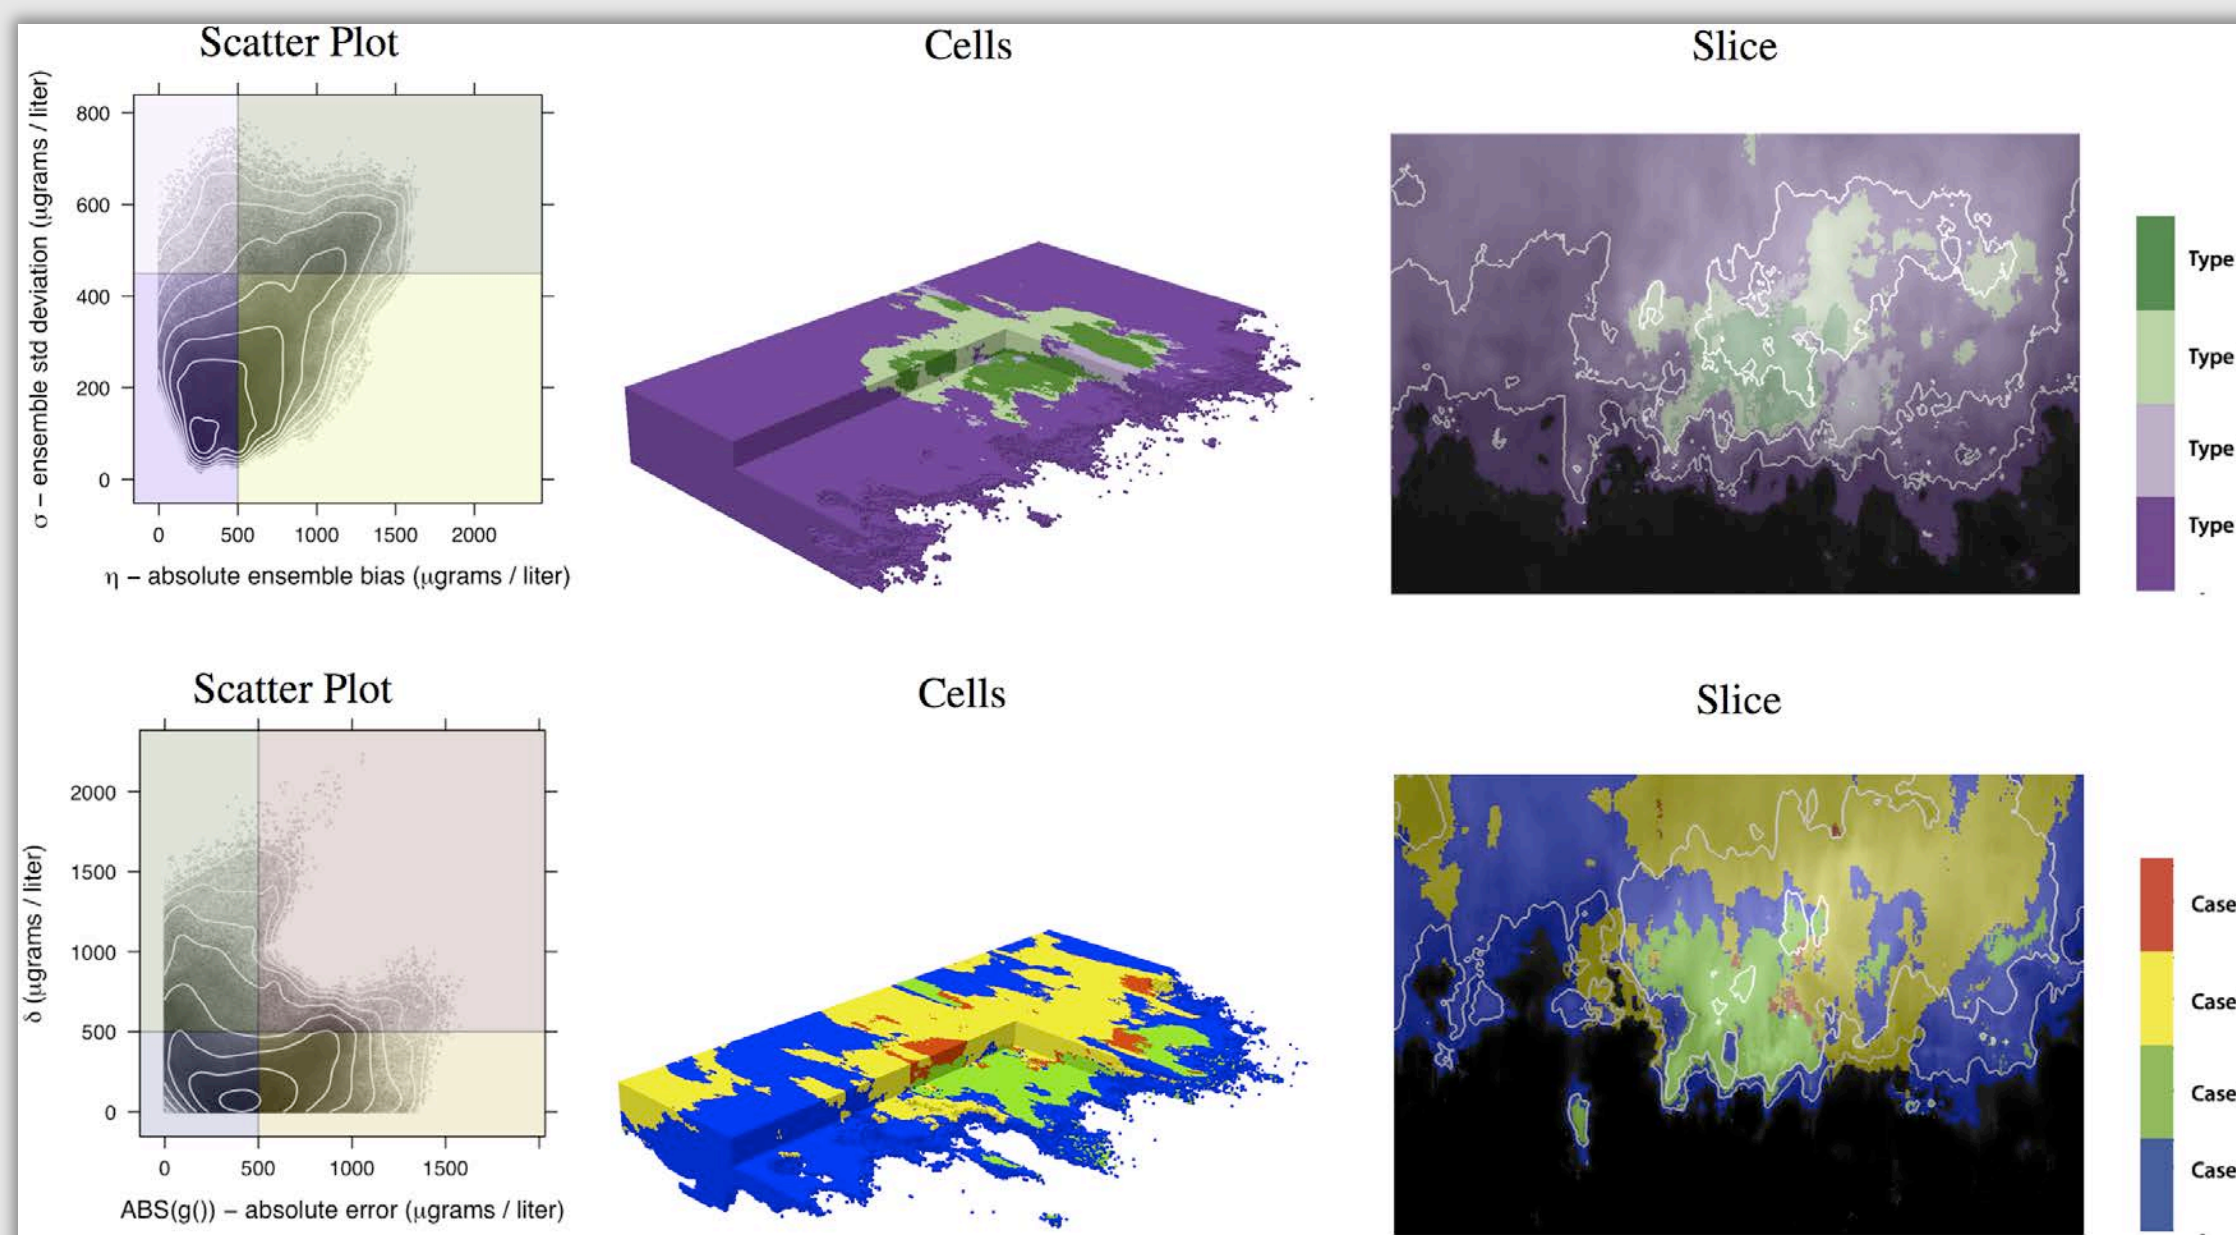 Scatter Plot
Cells
Slice
σ – ensemble std deviation (μgrams / liter)
800
600
400
200
0
0 500 1000 1500 2000
η – absolute ensemble bias (μgrams / liter)
Type
Type
Type
Type
Scatter Plot
Cells
Slice
δ (μgrams / liter)
2000
1500
1000
500
0
0 500 1000 1500
ABS(g()) – absolute error (μgrams / liter)
Case
Case
Case
Case